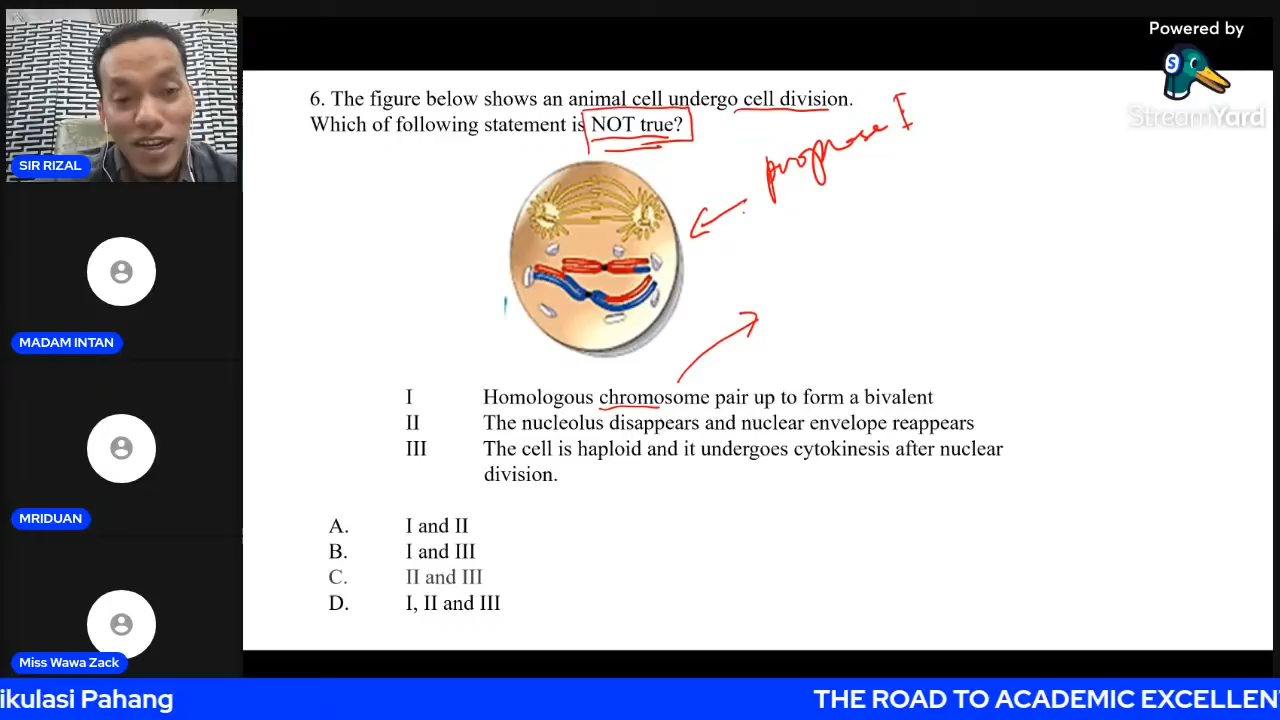 Powered by
S
StreamYard
SIR RIZAL
MADAM INTAN
MRIDUAN
Miss Wawa Zack
6. The figure below shows an animal cell undergo cell division.
Which of following statement is NOT true?
prophase I
I Homologous chromosome pair up to form a bivalent
II The nucleolus disappears and nuclear envelope reappears
III The cell is haploid and it undergoes cytokinesis after nuclear
division.
A. I and II
B. I and III
C. II and III
D. I, II and III
ikulasi Pahang
THE ROAD TO ACADEMIC EXCELLEN